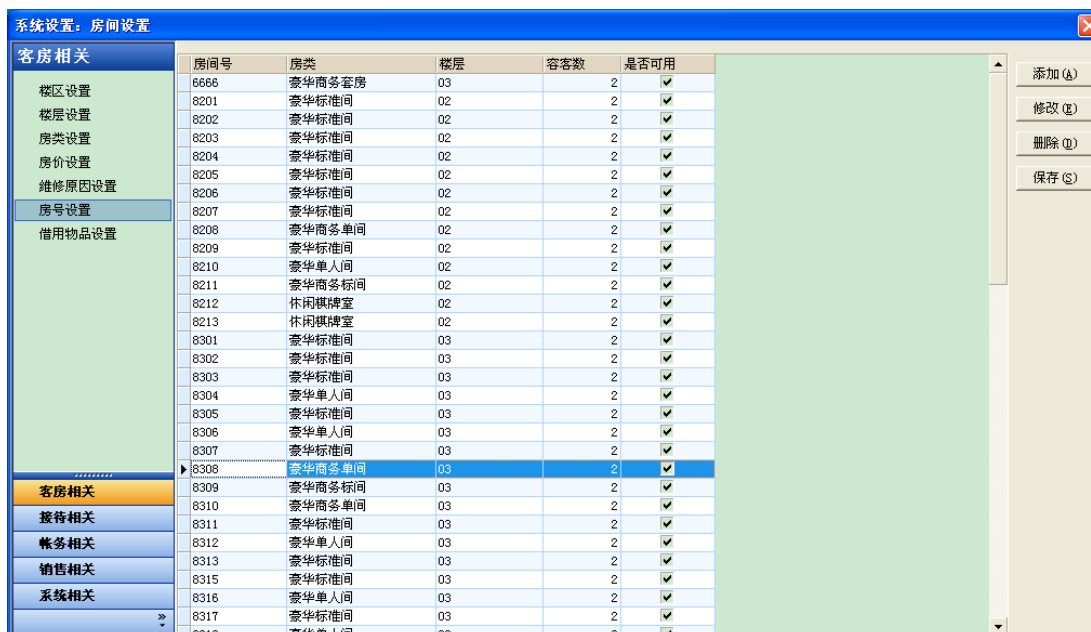 系统设置：房间设置
客房相关
楼区设置
楼层设置
房类设置
房价设置
维修原因设置
房号设置
借用物品设置
客房相关
接待相关
帐务相关
销售相关
系统相关
房间号 房类 楼层 容客数 是否可用
6666 豪华商务套房 03 2
8201 豪华标准间 02 2
8202 豪华标准间 02 2
8203 豪华标准间 02 2
8204 豪华标准间 02 2
8205 豪华标准间 02 2
8206 豪华标准间 02 2
8207 豪华标准间 02 2
8208 豪华商务单间 02 2
8209 豪华标准间 02 2
8210 豪华单人间 02 2
8211 豪华商务标间 02 2
8212 休闲棋牌室 02 2
8213 休闲棋牌室 02 2
8301 豪华标准间 03 2
8302 豪华标准间 03 2
8303 豪华标准间 03 2
8304 豪华单人间 03 2
8305 豪华标准间 03 2
8306 豪华单人间 03 2
8307 豪华标准间 03 2
8308 豪华商务单间 03 2
8309 豪华商务标间 03 2
8310 豪华商务单间 03 2
8311 豪华标准间 03 2
8312 豪华单人间 03 2
8313 豪华标准间 03 2
8315 豪华标准间 03 2
8316 豪华单人间 03 2
8317 豪华标准间 03 2
添加(A)
修改(E)
删除(D)
保存(S)